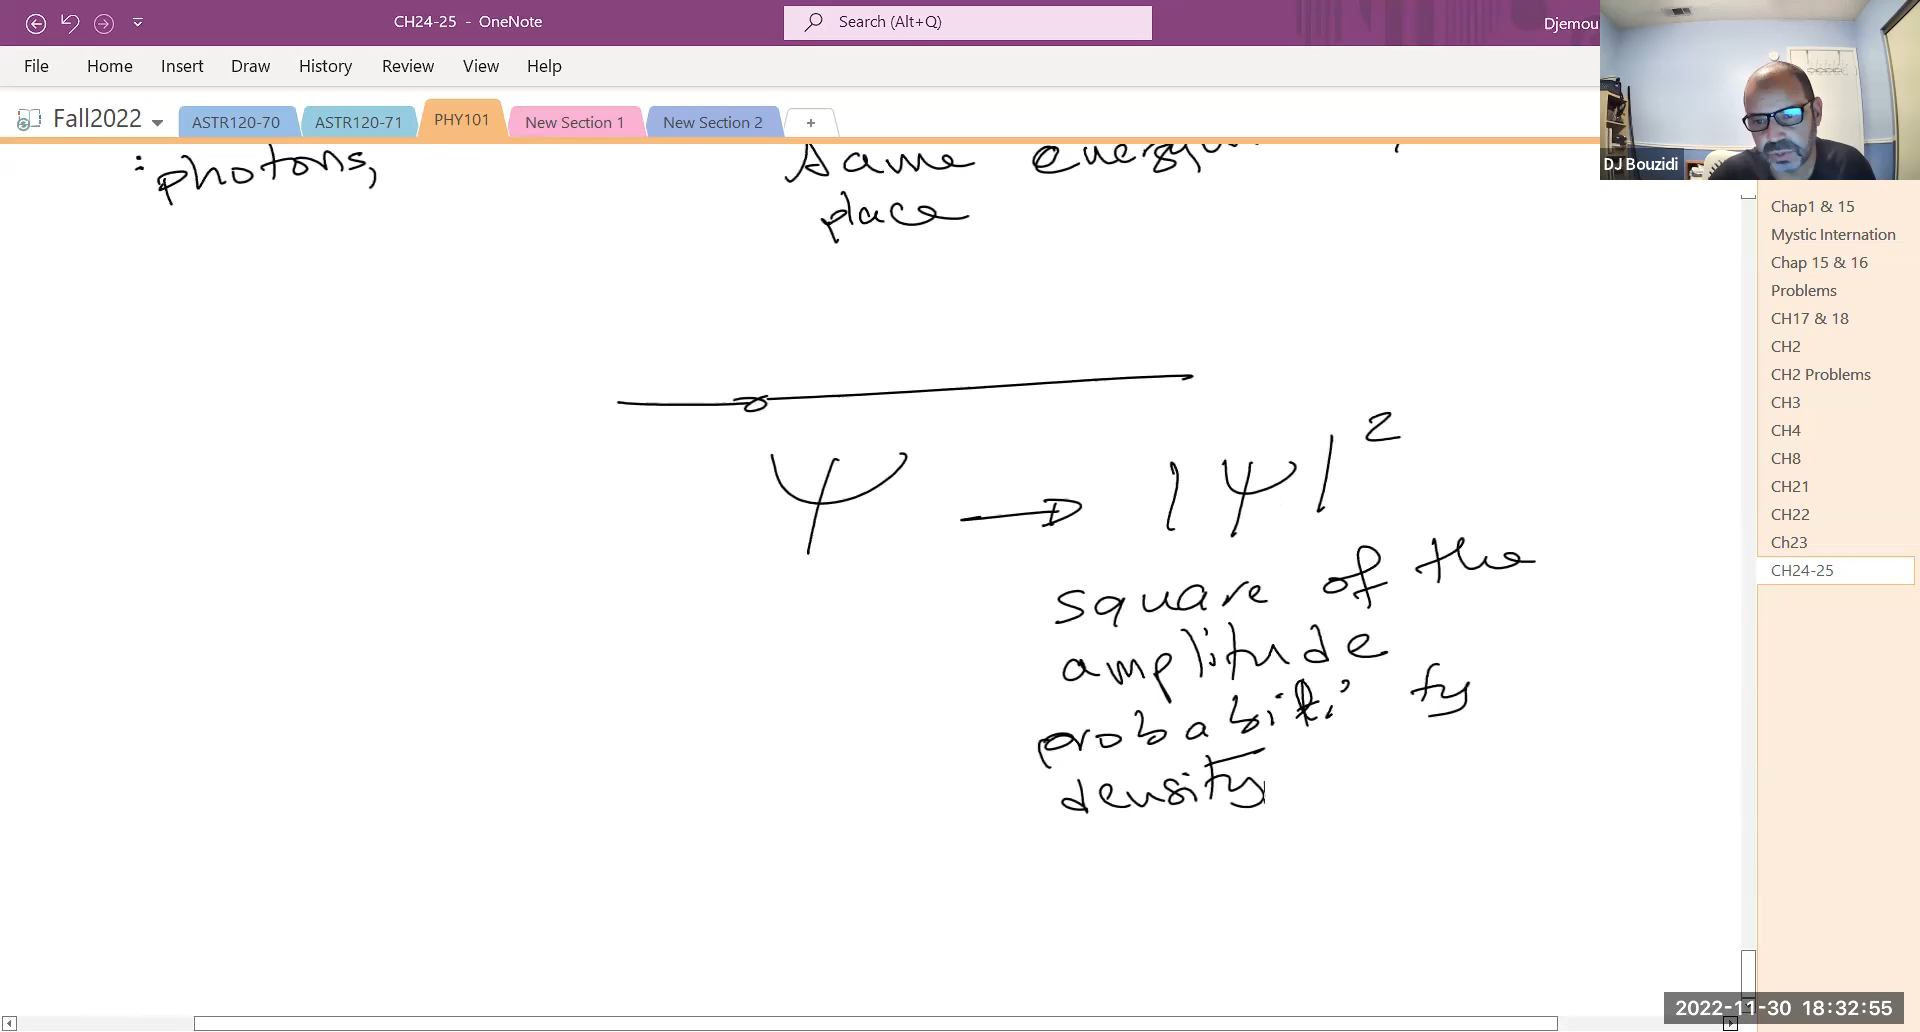 CH24-25 - OneNote
Search (Alt+Q)
Djemou
File Home Insert Draw History Review View Help
Fall2022
ASTR120-70
ASTR120-71
PHY101
New Section 1
New Section 2
+
DJ Bouzidi
: photons,
Same energy
place
Ψ → |Ψ|²
square of the
amplitude
probability
density
Chap1 & 15
Mystic Internation
Chap 15 & 16
Problems
CH17 & 18
CH2
CH2 Problems
CH3
CH4
CH8
CH21
CH22
Ch23
CH24-25
2022-11-30 18:32:55